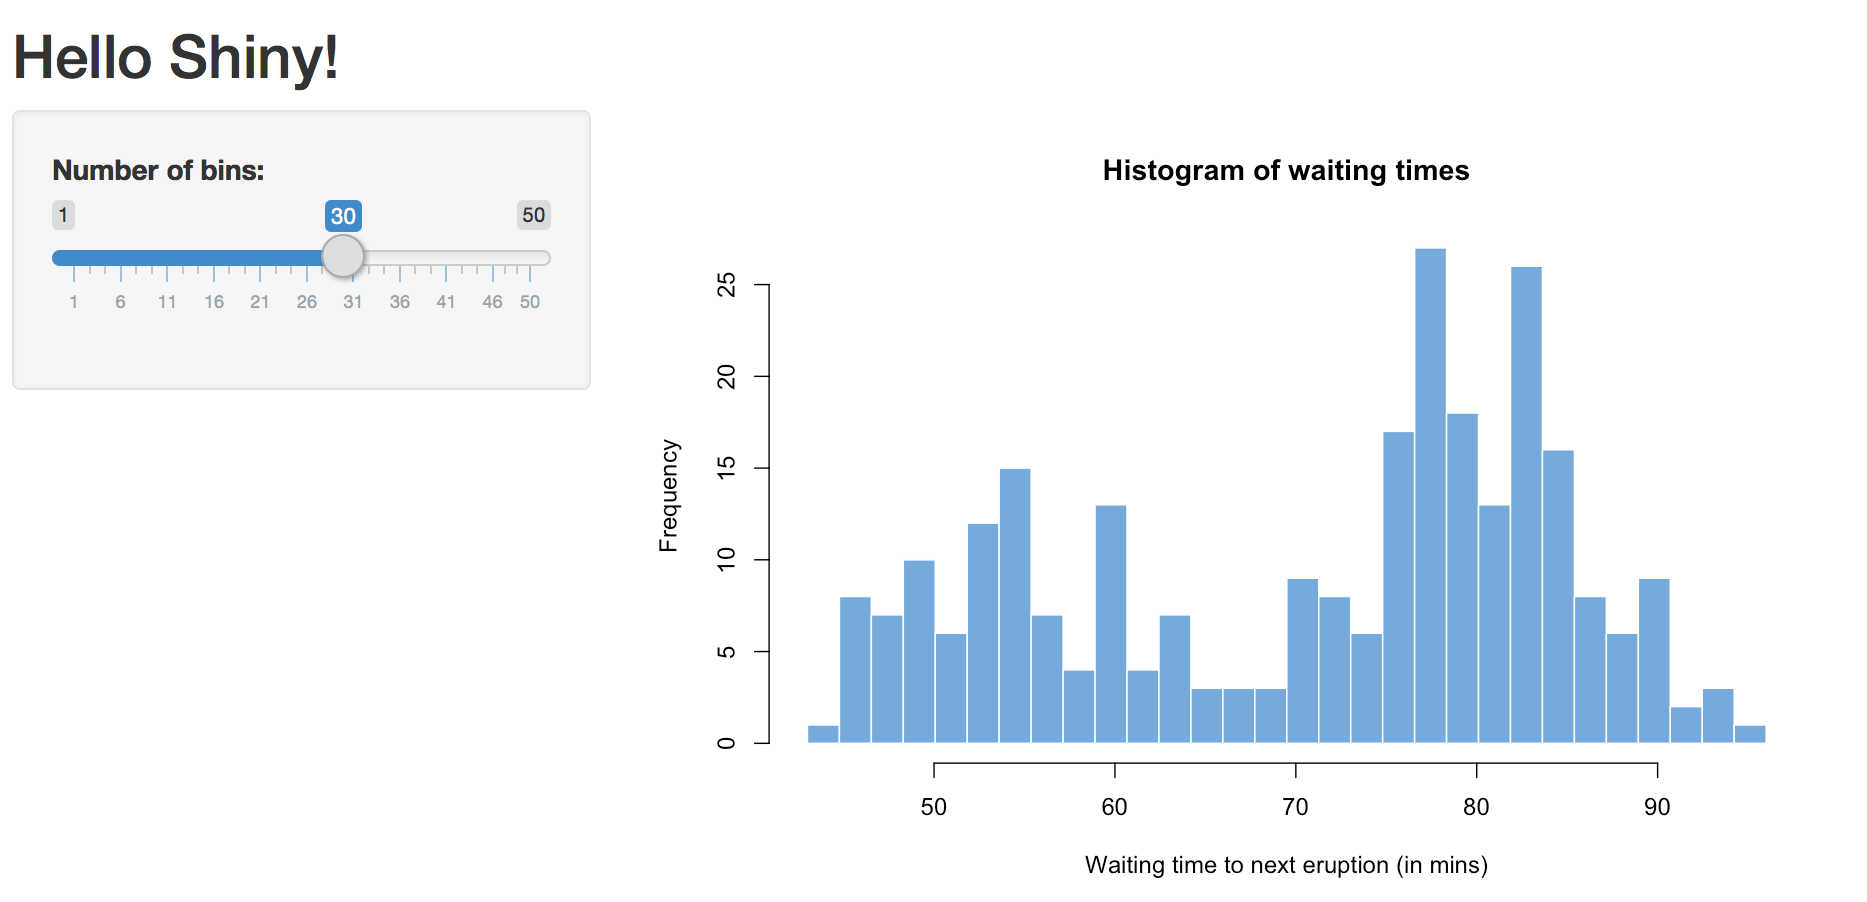 Hello Shiny!
Number of bins:
1 30 50
1 6 11 16 21 26 31 36 41 46 50
Histogram of waiting times
Frequency
25
20
15
10
5
0
50 60 70 80 90
Waiting time to next eruption (in mins)